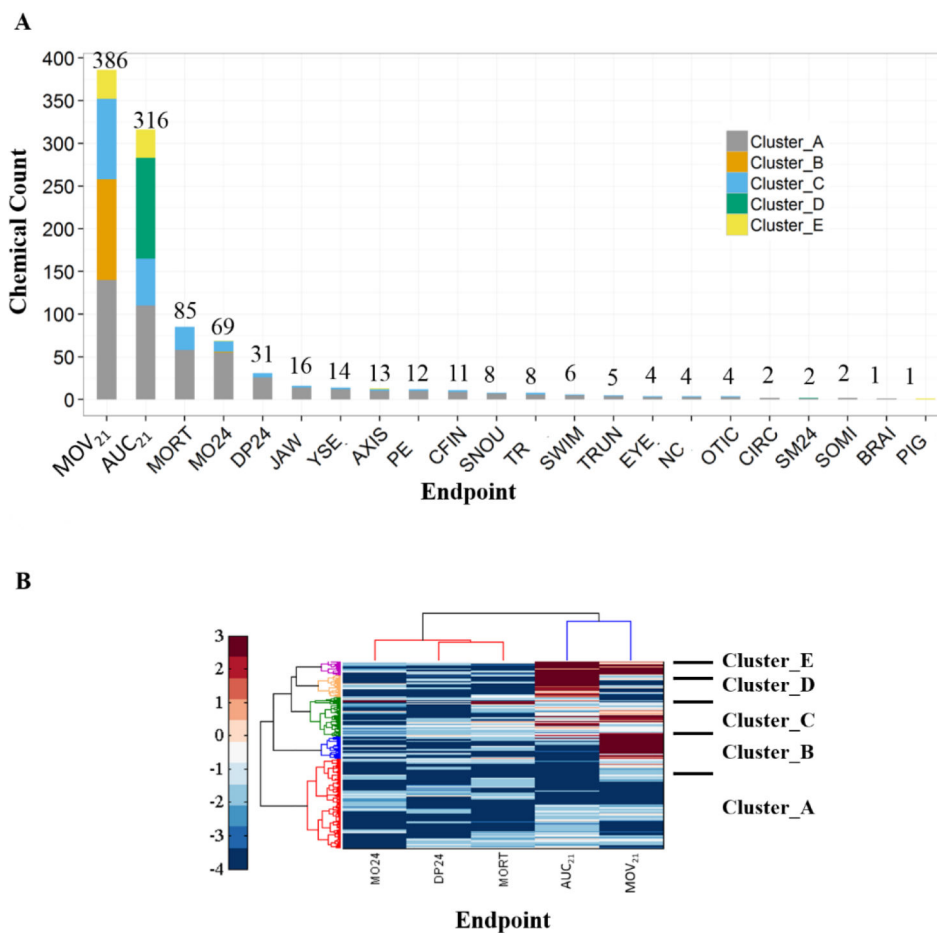 A
400
350
300
250
200
150
100
50
0
Chemical Count
386
316
85
69
31
16
14
13
12
11
8
8
6
5
4
4
4
2
2
2
1
1
Cluster_A
Cluster_B
Cluster_C
Cluster_D
Cluster_E
MOV₂₁
AUC₂₁
MORT
MO24
DP24
JAW
YSE
AXIS
PE
CFIN
SNOU
TR
SWIM
TRUN
EYE
NC
OTIC
CIRC
SM24
SOMI
BRAI
PIG
Endpoint
B
3
2
1
0
-1
-2
-3
-4
Cluster_E
Cluster_D
Cluster_C
Cluster_B
Cluster_A
MO24
DP24
MORT
AUC₂₁
MOV₂₁
Endpoint